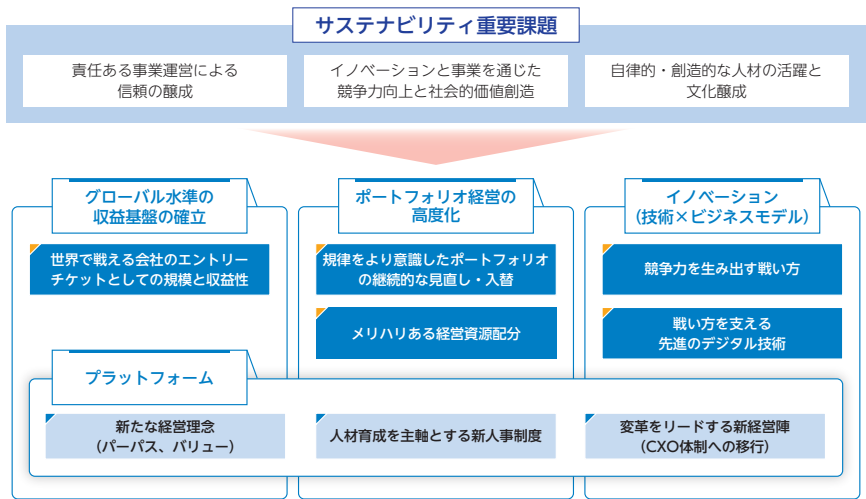 サステナビリティ重要課題
責任ある事業運営による
信頼の醸成
イノベーションと事業を通じた
競争力向上と社会的価値創造
自律的・創造的な人材の活躍と
文化醸成
グローバル水準の
収益基盤の確立
世界で戦える会社のエントリー
チケットとしての規模と収益性
ポートフォリオ経営の
高度化
規律をより意識したポートフォリオ
の継続的な見直し・入替
メリハリある経営資源配分
イノベーション
(技術×ビジネスモデル)
競争力を生み出す戦い方
戦い方を支える
先進のデジタル技術
プラットフォーム
新たな経営理念
(パーパス、バリュー)
人材育成を主軸とする新人事制度
変革をリードする新経営陣
(CXO体制への移行)